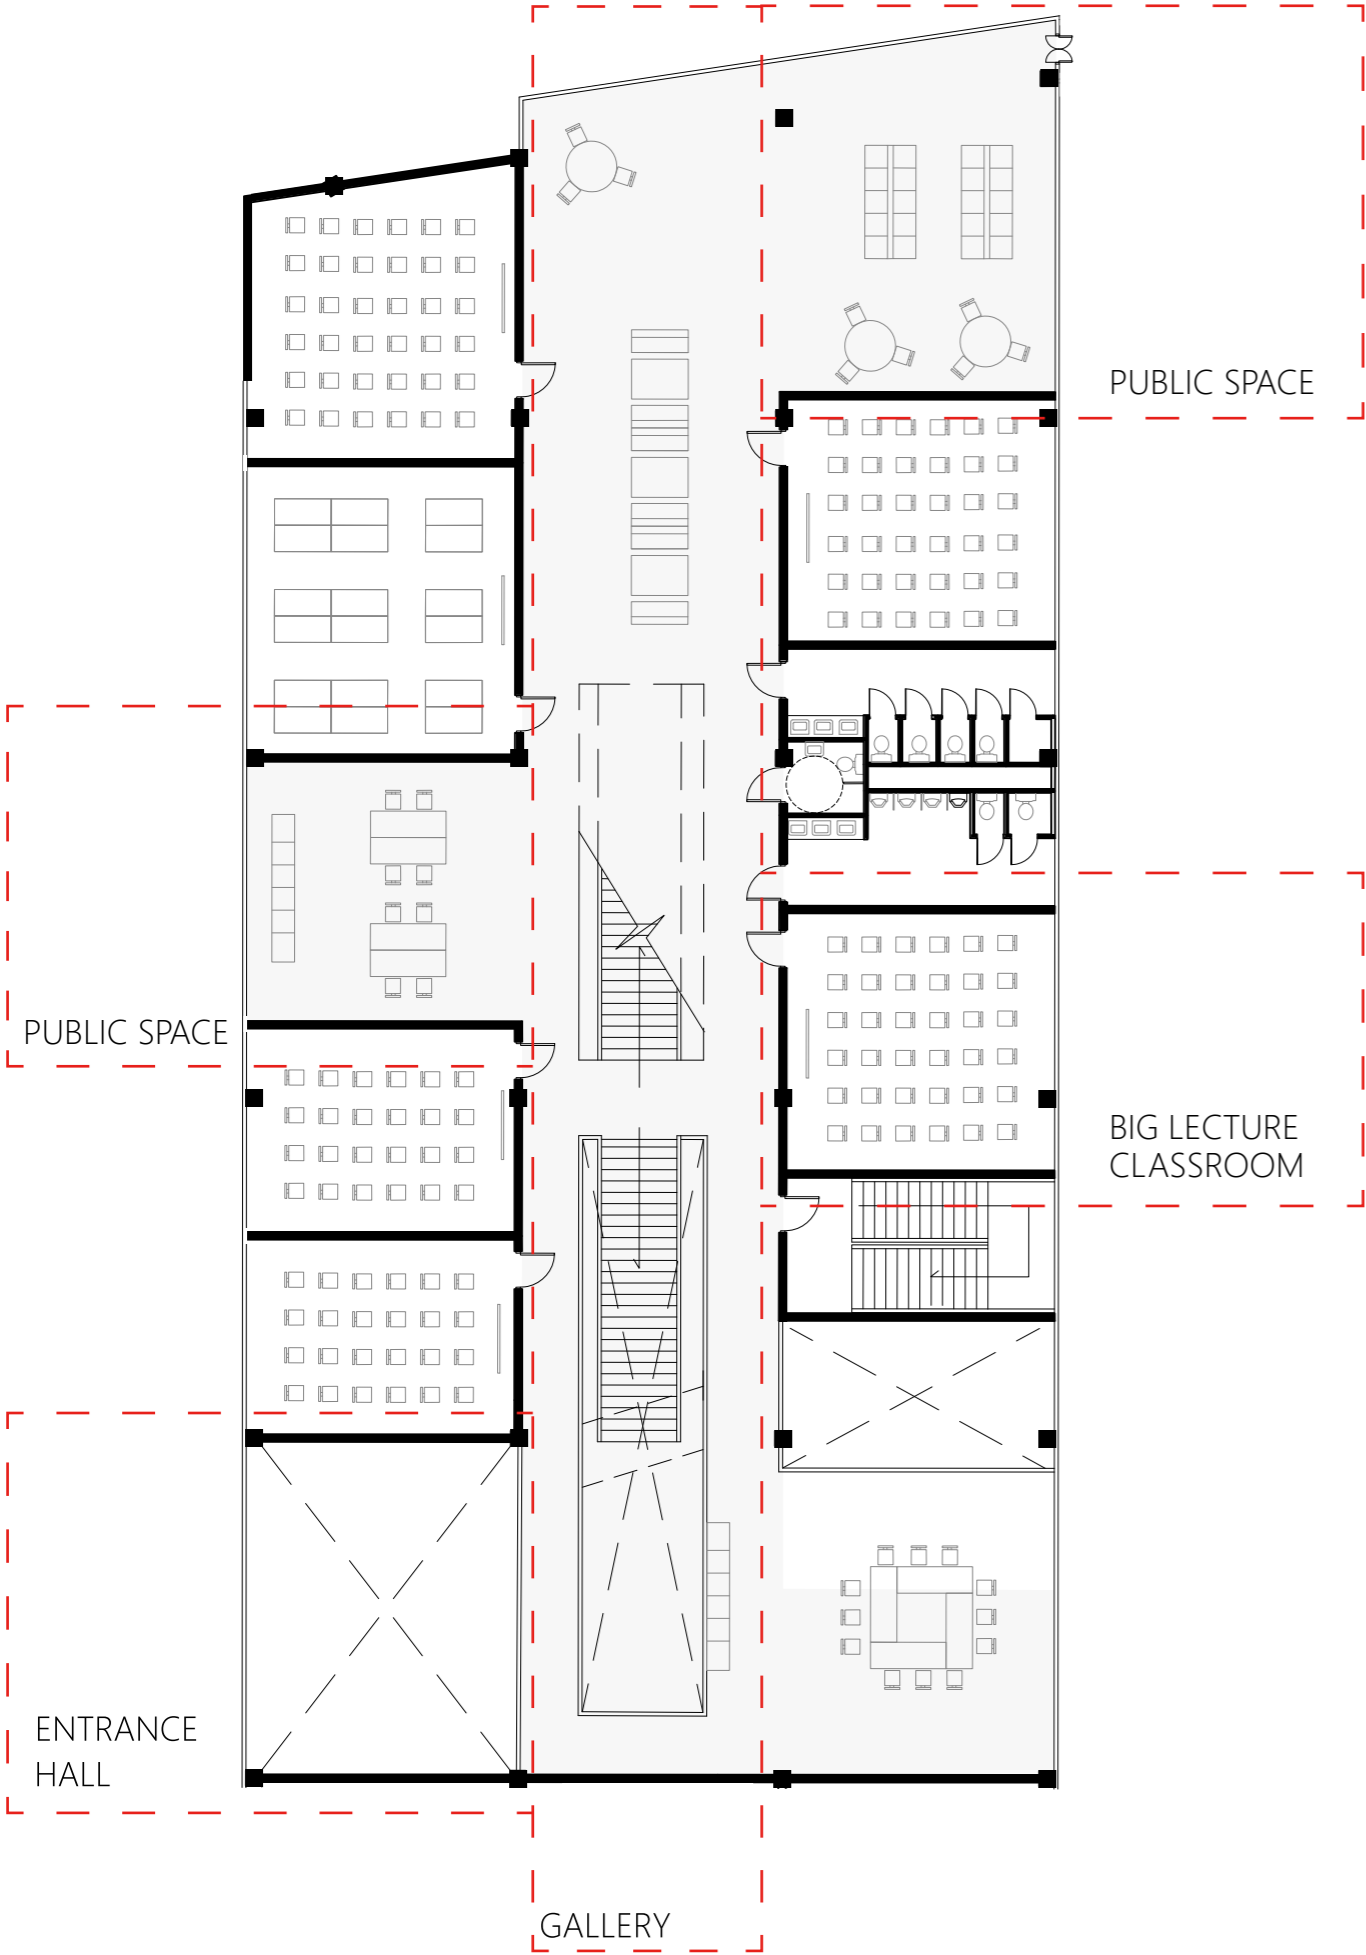 PUBLIC SPACE
PUBLIC SPACE
BIG LECTURE
CLASSROOM
ENTRANCE
HALL
GALLERY